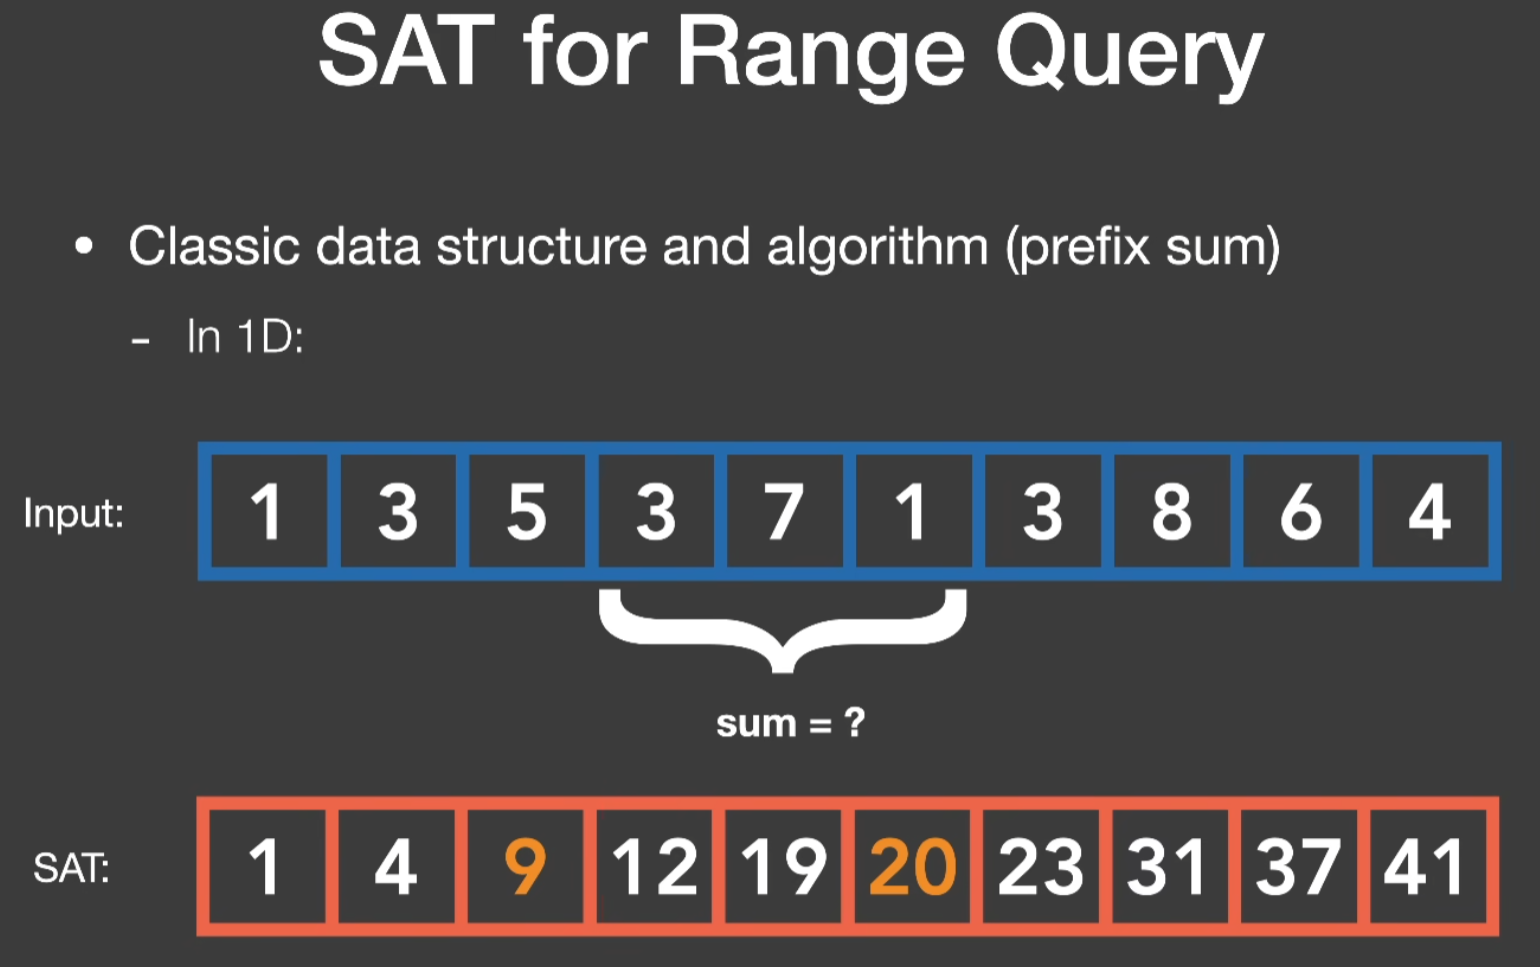 SAT for Range Query
• Classic data structure and algorithm (prefix sum)
- In 1D:
Input: 1 3 5 3 7 1 3 8 6 4
sum = ?
SAT: 1 4 9 12 19 20 23 31 37 41